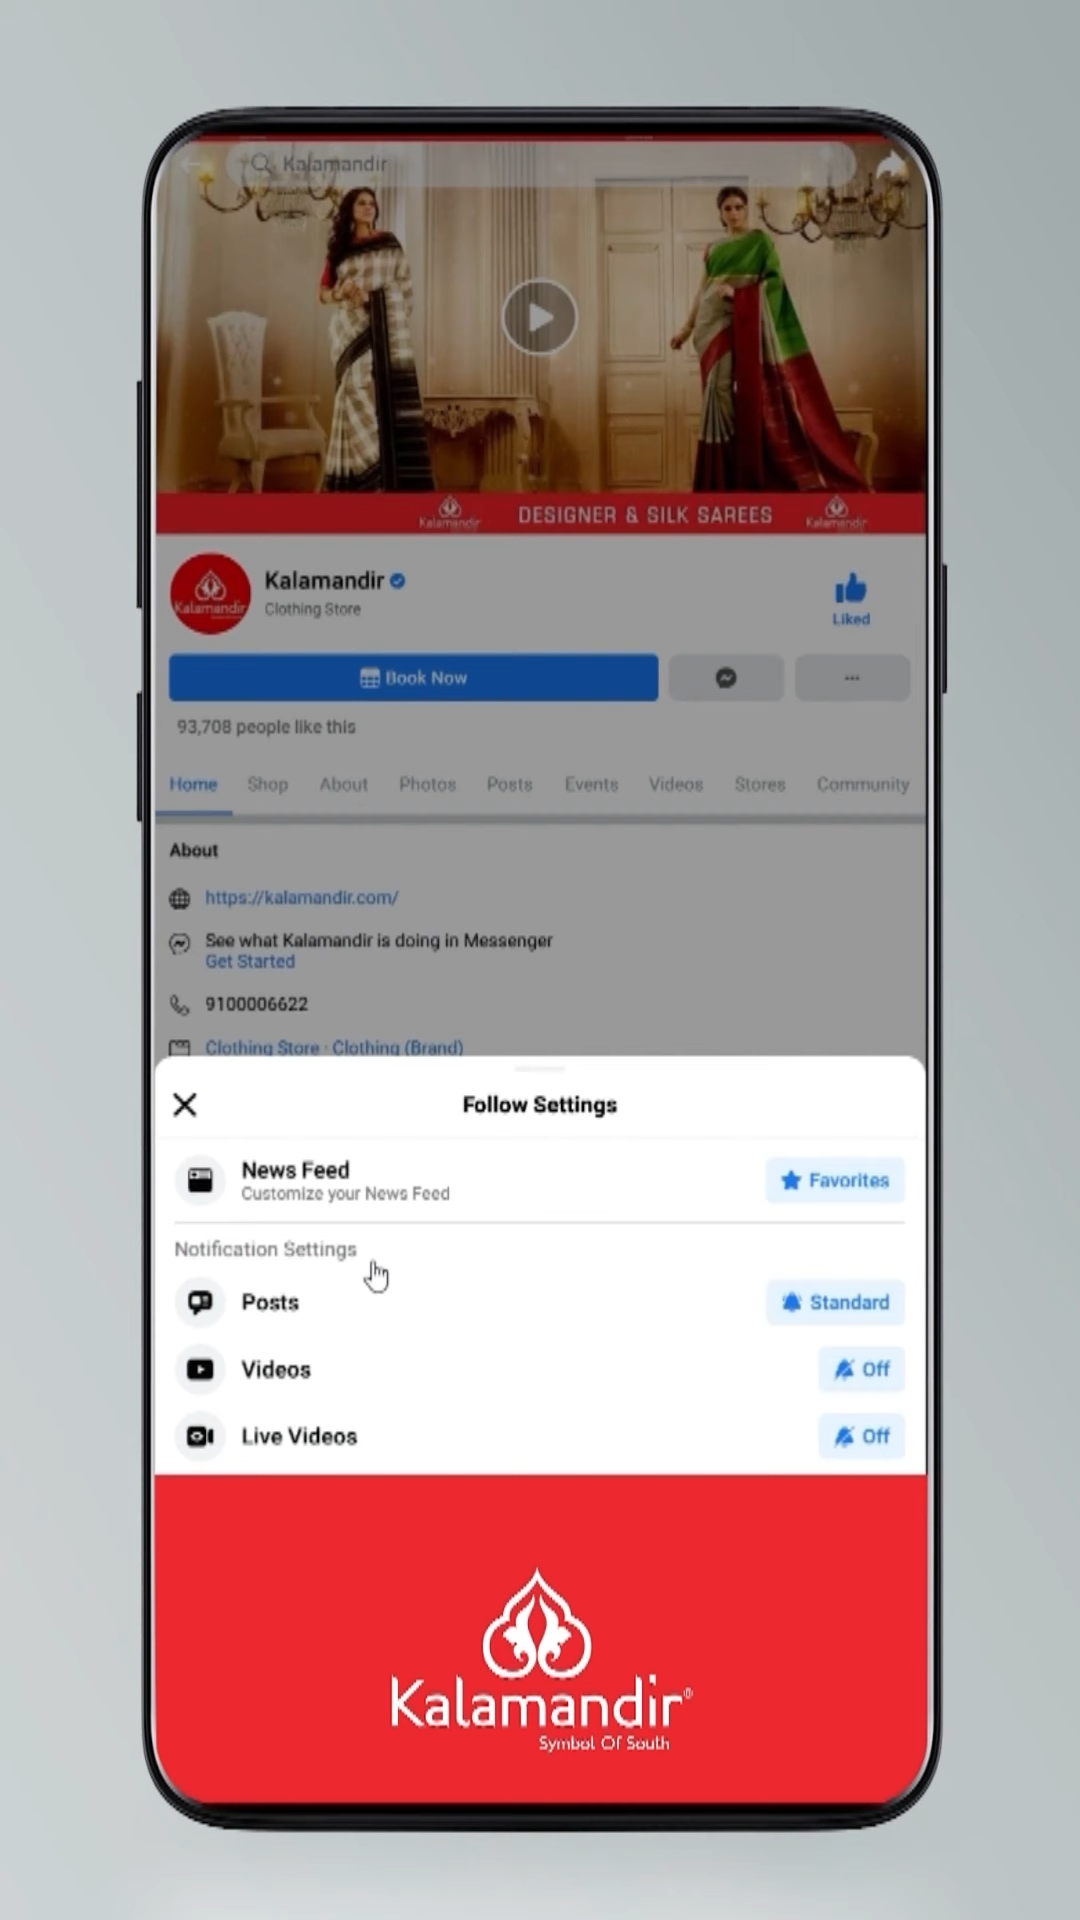 Kalamandir
Kalamandir DESIGNER & SILK SAREES Kalamandir
Kalamandir
Kalamandir
Clothing Store
Liked
Book Now
93,708 people like this
Home Shop About Photos Posts Events Videos Stores Community
About
https://kalamandir.com/
See what Kalamandir is doing in Messenger
Get Started
9100006622
Clothing Store · Clothing (Brand)
Follow Settings
News Feed
Customize your News Feed
Favorites
Notification Settings
Posts
Standard
Videos
Off
Live Videos
Off
Kalamandir®
Symbol Of South